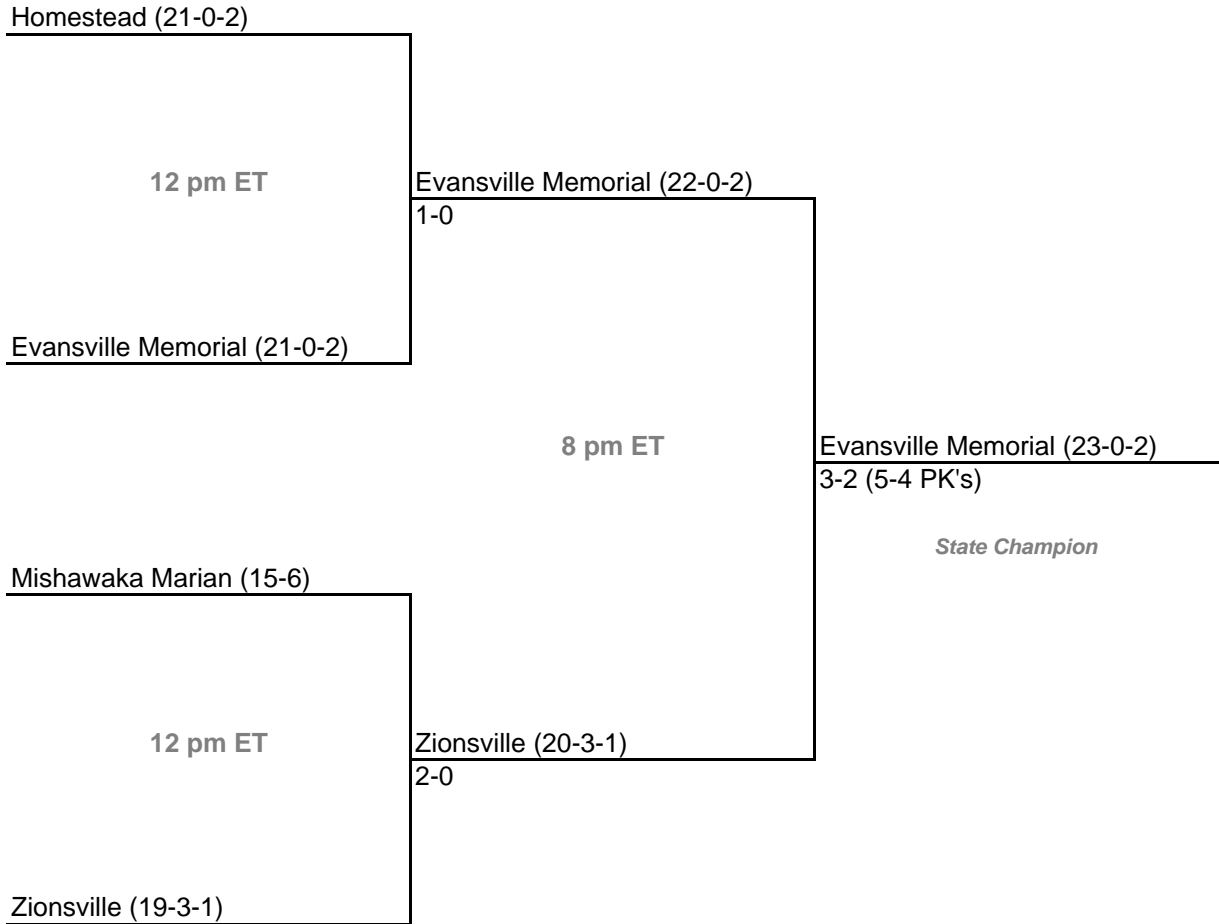 Homestead (21-0-2)
12 pm ET
Evansville Memorial (22-0-2)
1-0
Evansville Memorial (21-0-2)
8 pm ET
Evansville Memorial (23-0-2)
3-2 (5-4 PK's)
State Champion
Mishawaka Marian (15-6)
12 pm ET
Zionsville (20-3-1)
2-0
Zionsville (19-3-1)